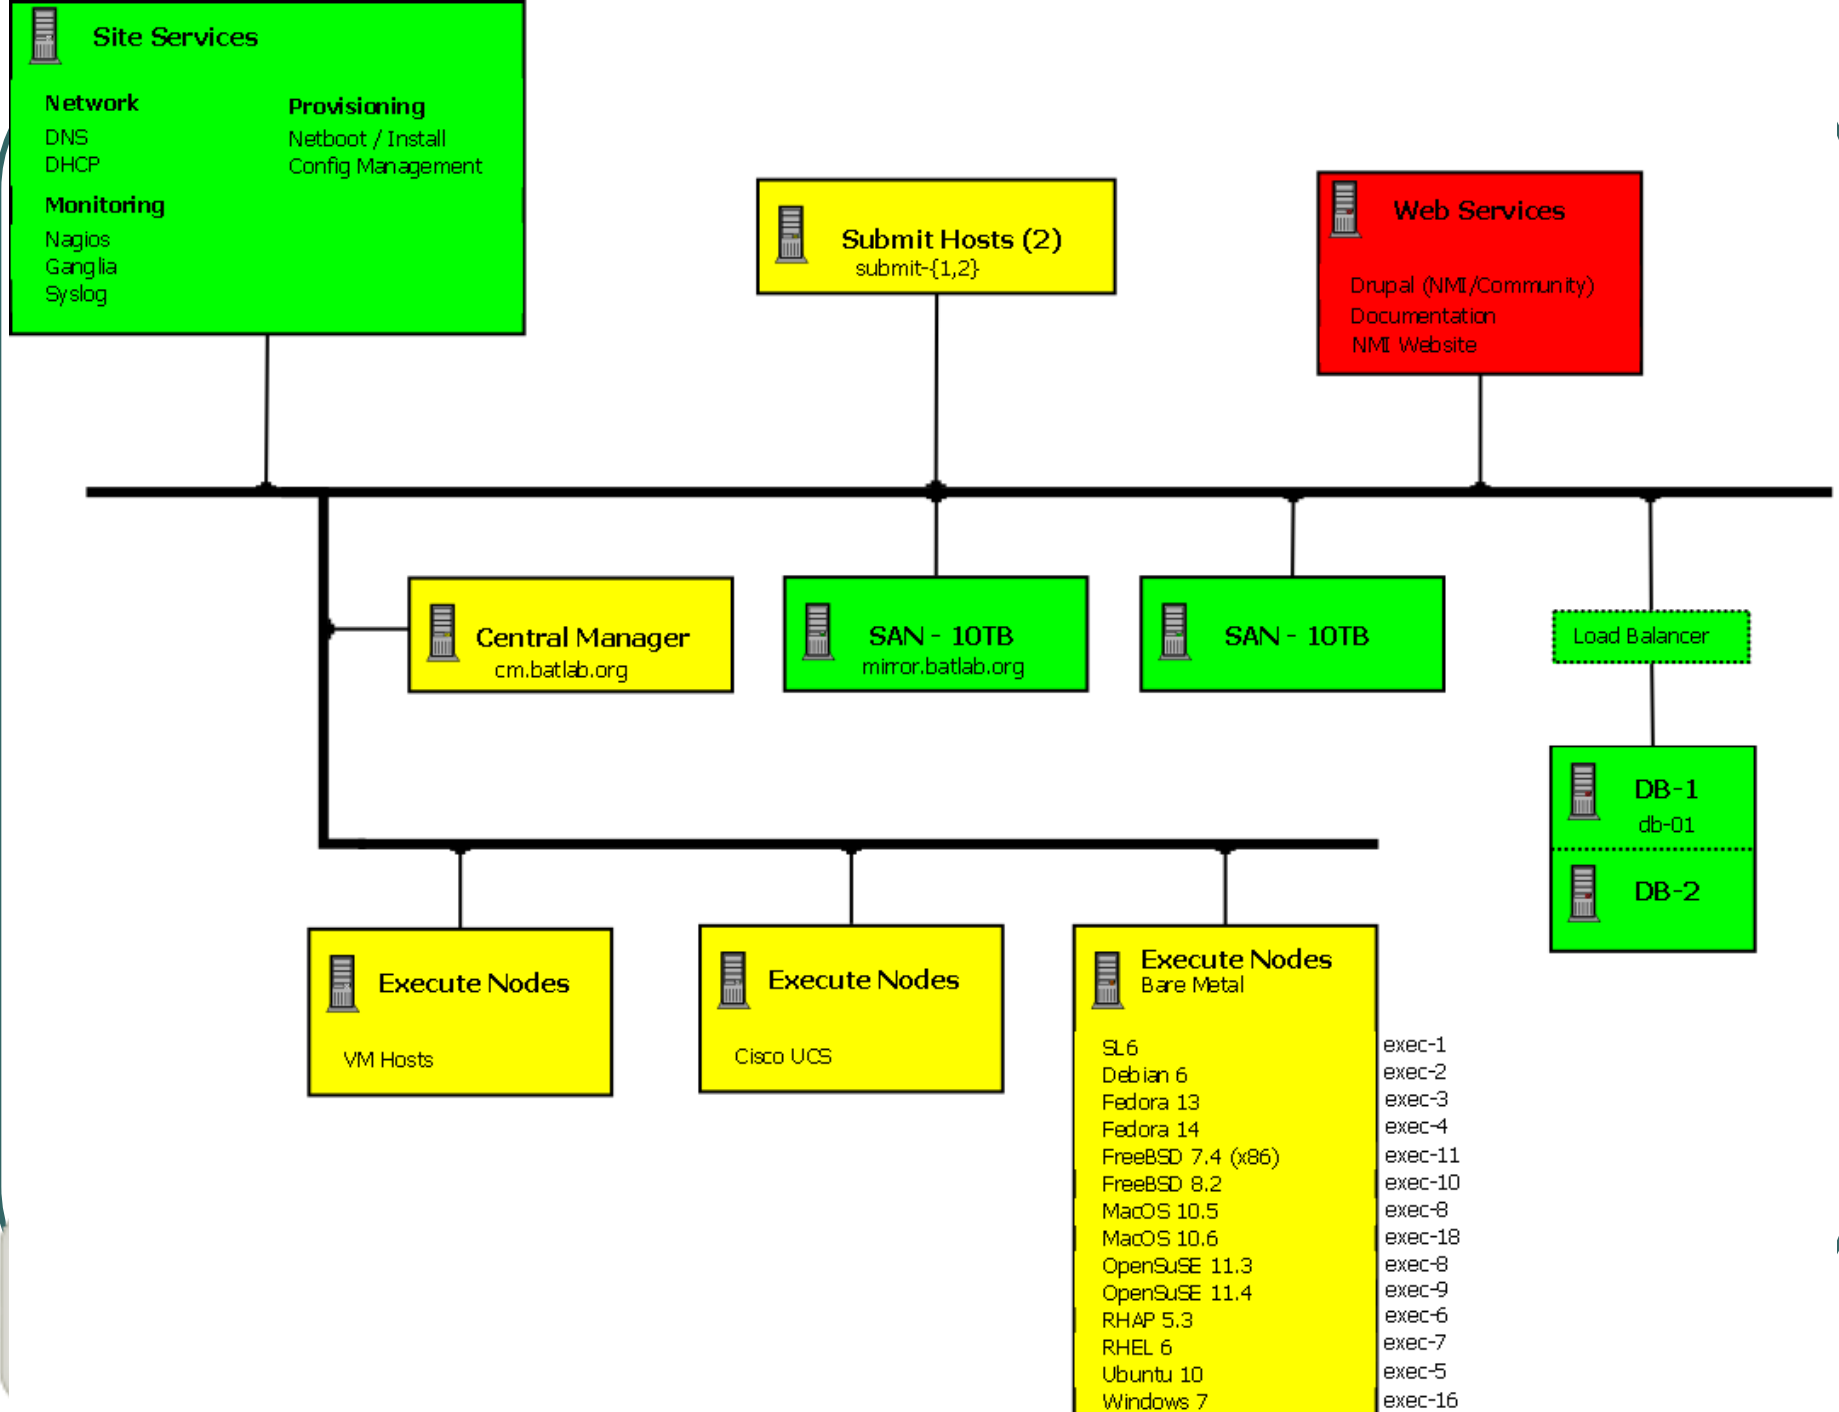 Site Services
Network
DNS
DHCP
Monitoring
Nagios
Ganglia
Syslog
Provisioning
Netboot / Install
Config Management
Submit Hosts (2)
submit-{1,2}
Web Services
Drupal (NMI/Community)
Documentation
NMI Website
Central Manager
cm.batlab.org
SAN - 10TB
mirror.batlab.org
SAN - 10TB
Load Balancer
DB-1
db-01
DB-2
Execute Nodes
VM Hosts
Execute Nodes
Cisco UCS
Execute Nodes
Bare Metal
SL6 exec-1
Debian 6 exec-2
Fedora 13 exec-3
Fedora 14 exec-4
FreeBSD 7.4 (x86) exec-11
FreeBSD 8.2 exec-10
MacOS 10.5 exec-8
MacOS 10.6 exec-18
OpenSuSE 11.3 exec-8
OpenSuSE 11.4 exec-9
RHAP 5.3 exec-6
RHEL 6 exec-7
Ubuntu 10 exec-5
Windows 7 exec-16